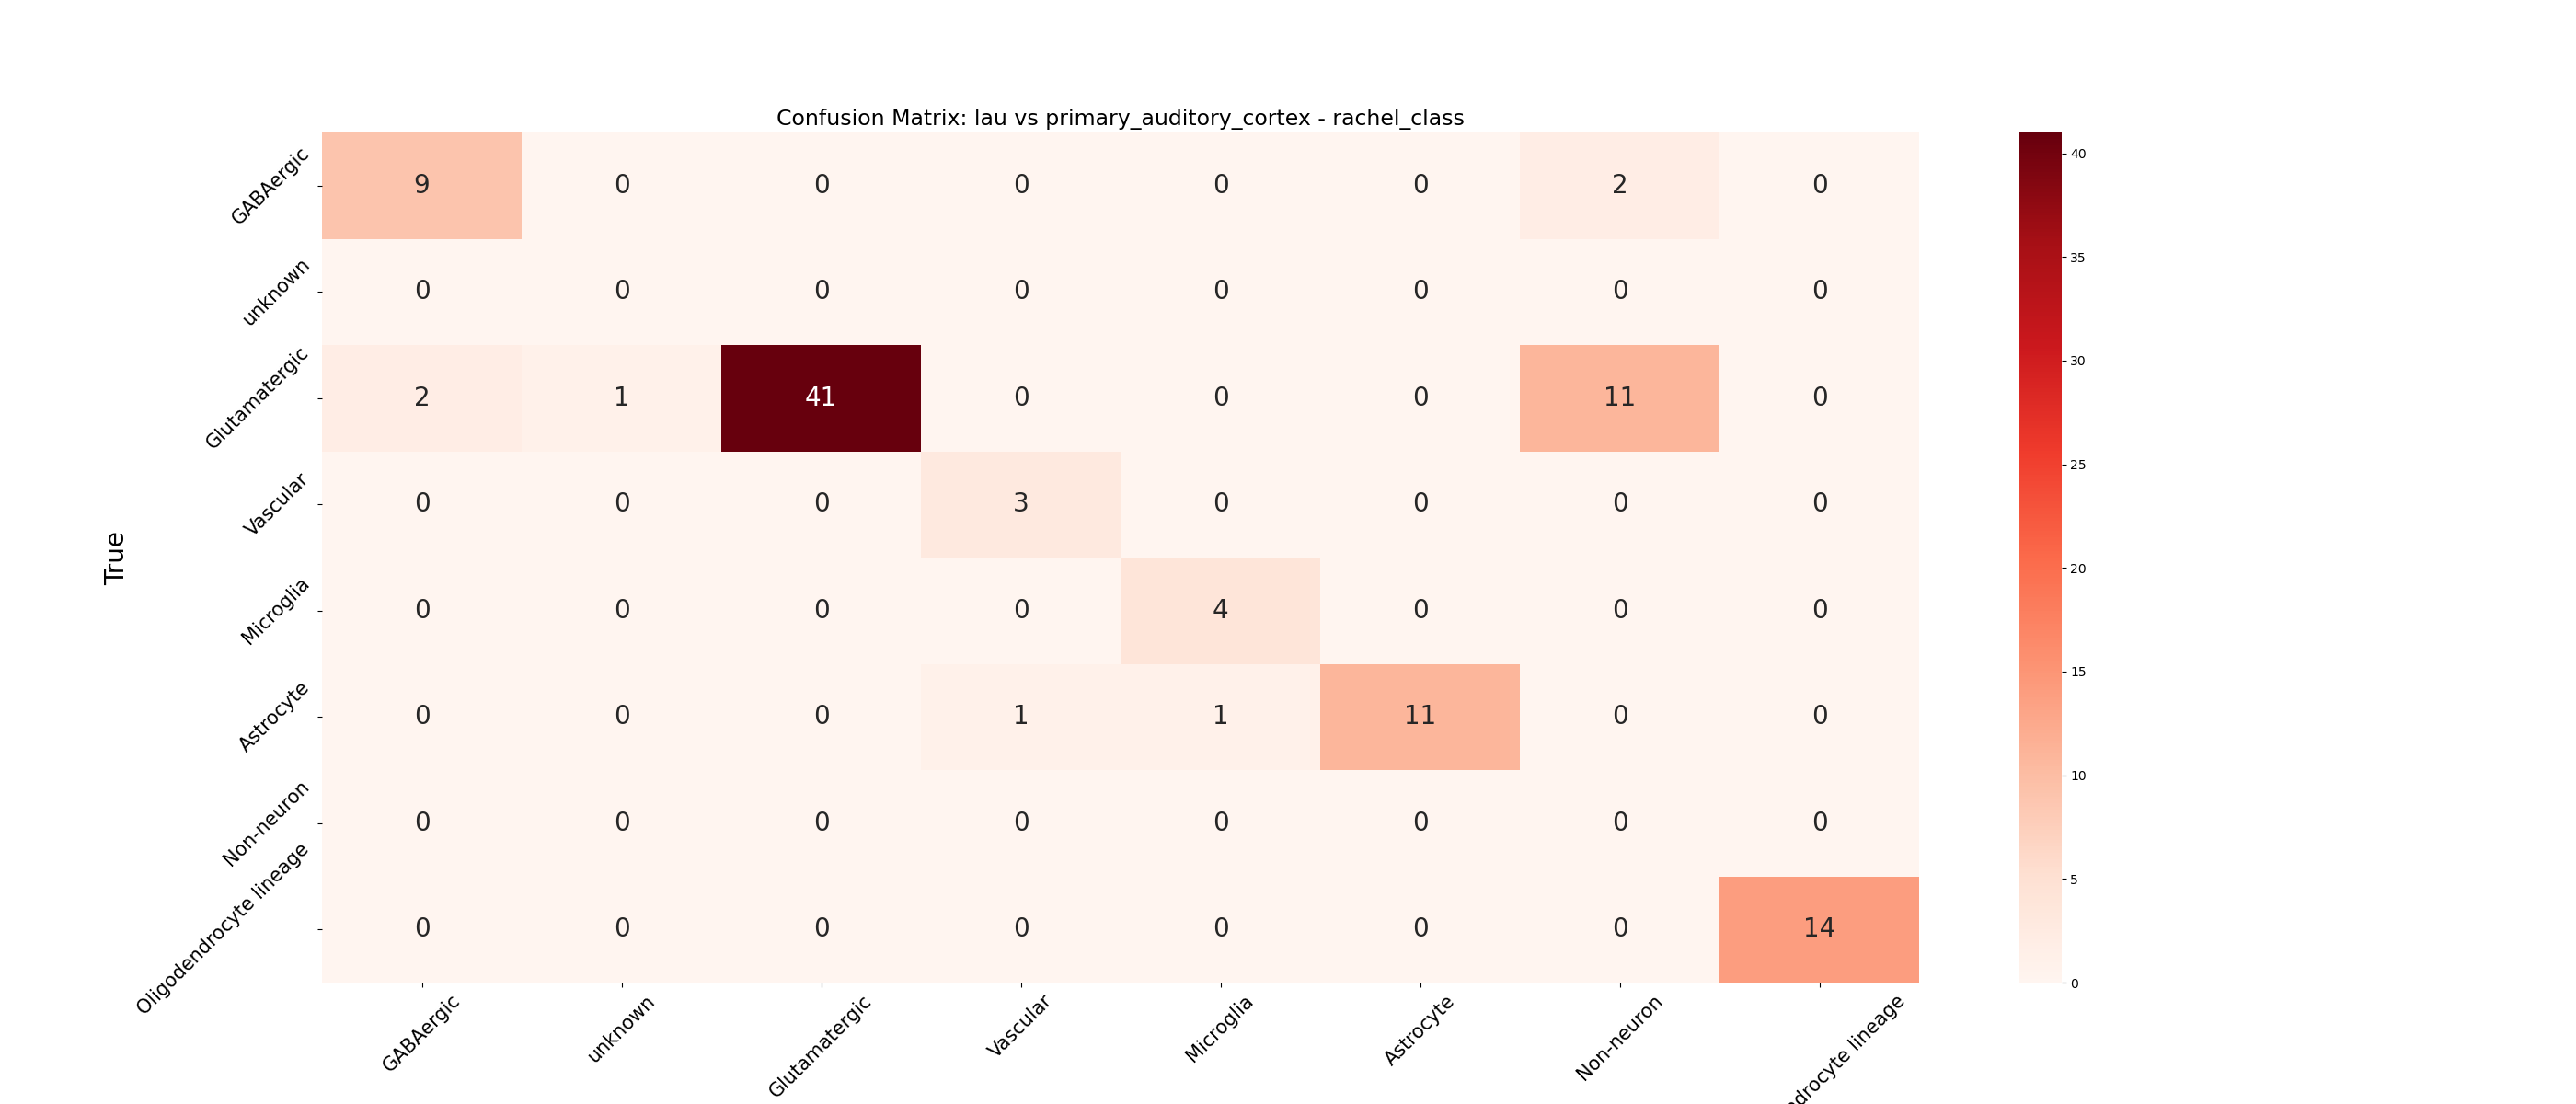 Confusion Matrix: lau vs primary_auditory_cortex - rachel_class
True
GABAergic 9 0 0 0 0 0 2 0
unknown 0 0 0 0 0 0 0 0
Glutamatergic 2 1 41 0 0 0 11 0
Vascular 0 0 0 3 0 0 0 0
Microglia 0 0 0 0 4 0 0 0
Astrocyte 0 0 0 1 1 11 0 0
Non-neuron 0 0 0 0 0 0 0 0
Oligodendrocyte lineage 0 0 0 0 0 0 0 14
GABAergic unknown Glutamatergic Vascular Microglia Astrocyte Non-neuron drocyte lineage
40
35
30
25
20
15
10
5
0